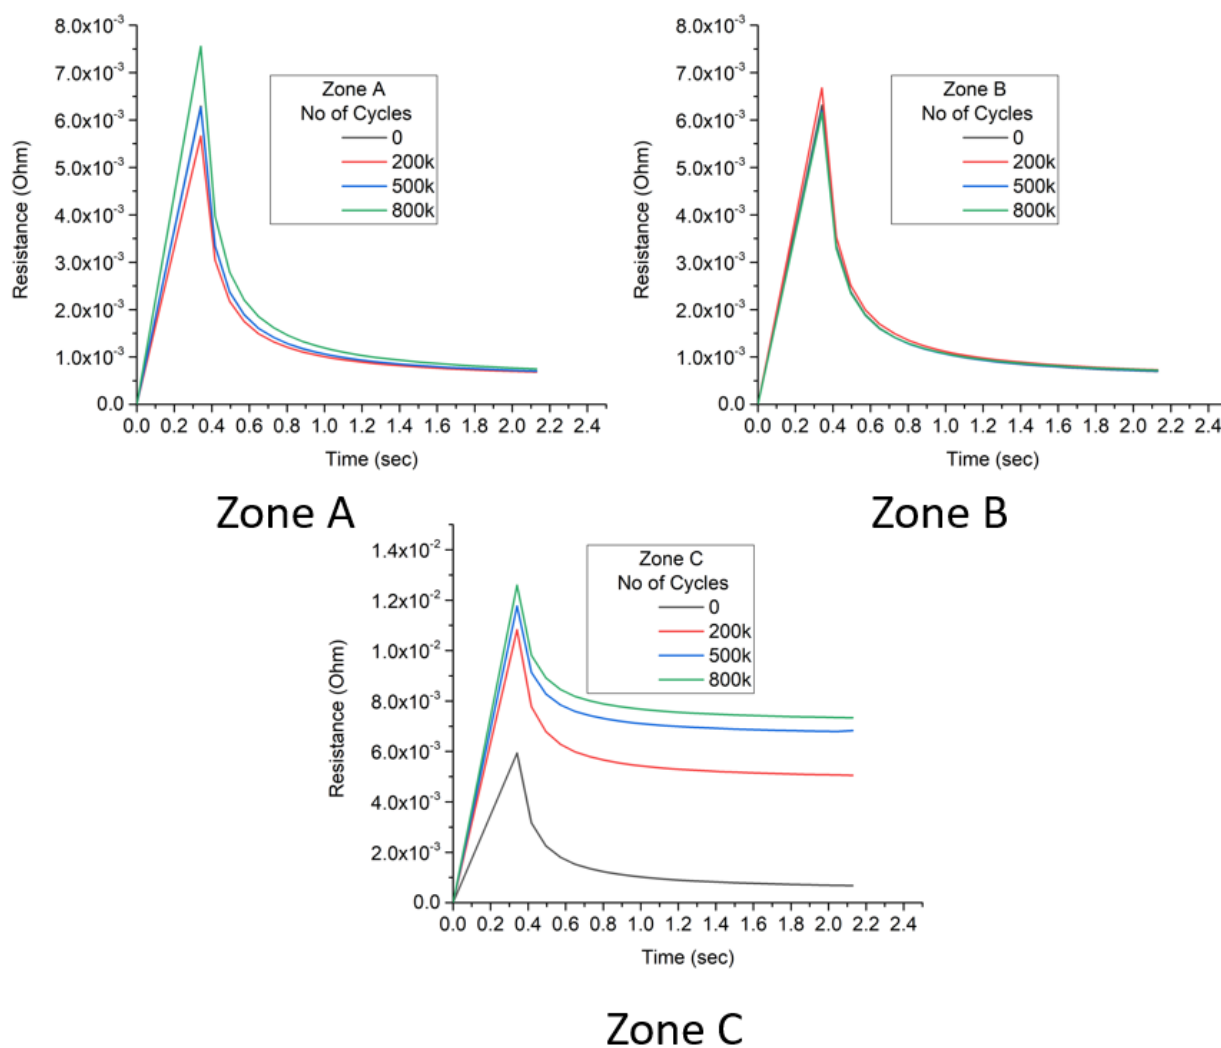 8.0x10⁻³
7.0x10⁻³
6.0x10⁻³
5.0x10⁻³
4.0x10⁻³
3.0x10⁻³
2.0x10⁻³
1.0x10⁻³
0.0
Resistance (Ohm)
Zone A
No of Cycles
0
200k
500k
800k
0.0 0.2 0.4 0.6 0.8 1.0 1.2 1.4 1.6 1.8 2.0 2.2 2.4
Time (sec)
Zone A
8.0x10⁻³
7.0x10⁻³
6.0x10⁻³
5.0x10⁻³
4.0x10⁻³
3.0x10⁻³
2.0x10⁻³
1.0x10⁻³
0.0
Resistance (Ohm)
Zone B
No of Cycles
0
200k
500k
800k
0.0 0.2 0.4 0.6 0.8 1.0 1.2 1.4 1.6 1.8 2.0 2.2 2.4
Time (sec)
Zone B
1.4x10⁻²
1.2x10⁻²
1.0x10⁻²
8.0x10⁻³
6.0x10⁻³
4.0x10⁻³
2.0x10⁻³
0.0
Resistance (Ohm)
Zone C
No of Cycles
0
200k
500k
800k
0.0 0.2 0.4 0.6 0.8 1.0 1.2 1.4 1.6 1.8 2.0 2.2 2.4
Time (sec)
Zone C